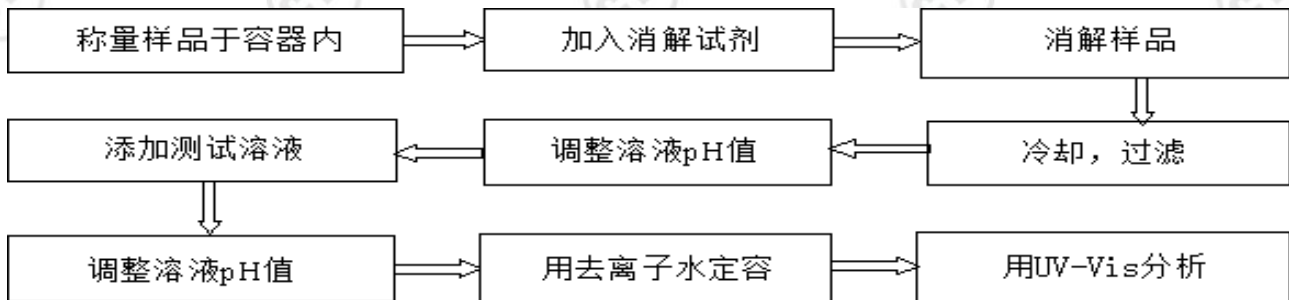 称量样品于容器内
加入消解试剂
消解样品
冷却，过滤
调整溶液pH值
添加测试溶液
调整溶液pH值
用去离子水定容
用UV-Vis分析